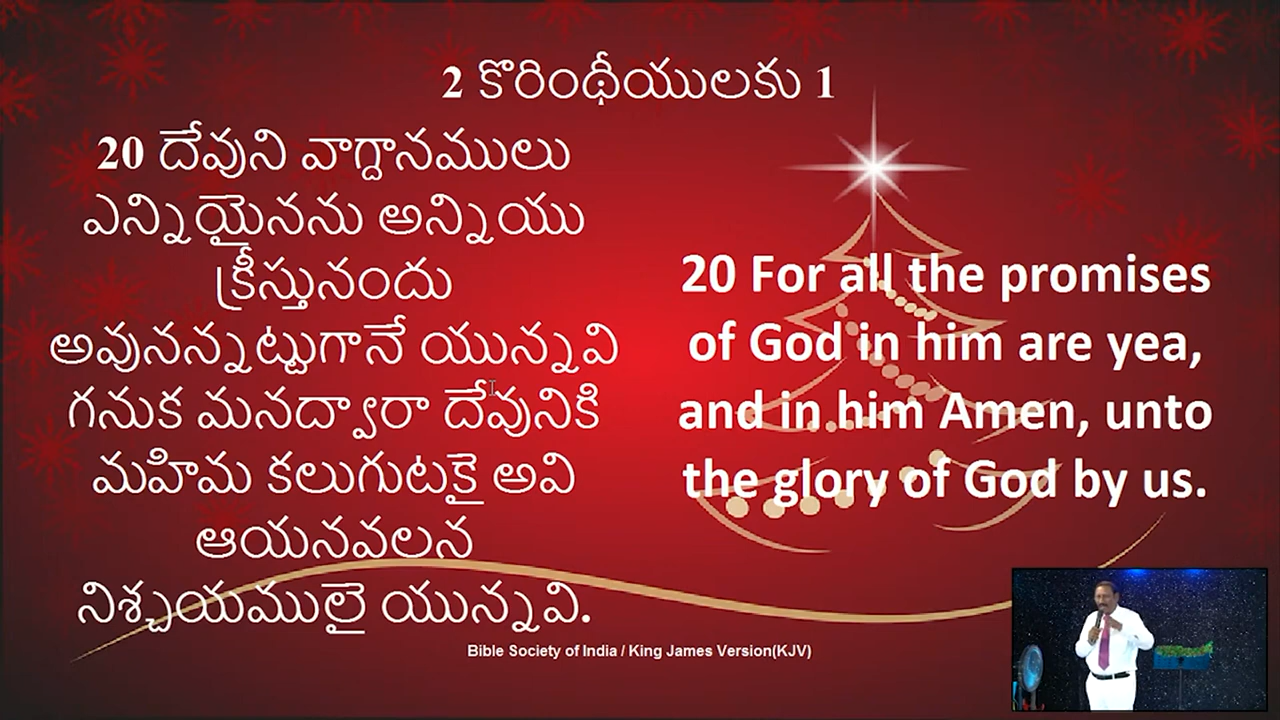 2 కొరింథీయులకు 1
20 దేవుని వాగ్దానములు
ఎన్నియైనను అన్నియు
క్రీస్తునందు
అవునన్నట్టుగానే యున్నవి
గనుక మనద్వారా దేవునికి
మహిమ కలుగుటకై అవి
ఆయనవలన
నిశ్చయములై యున్నవి.
20 For all the promises
of God in him are yea,
and in him Amen, unto
the glory of God by us.
Bible Society of India / King James Version(KJV)